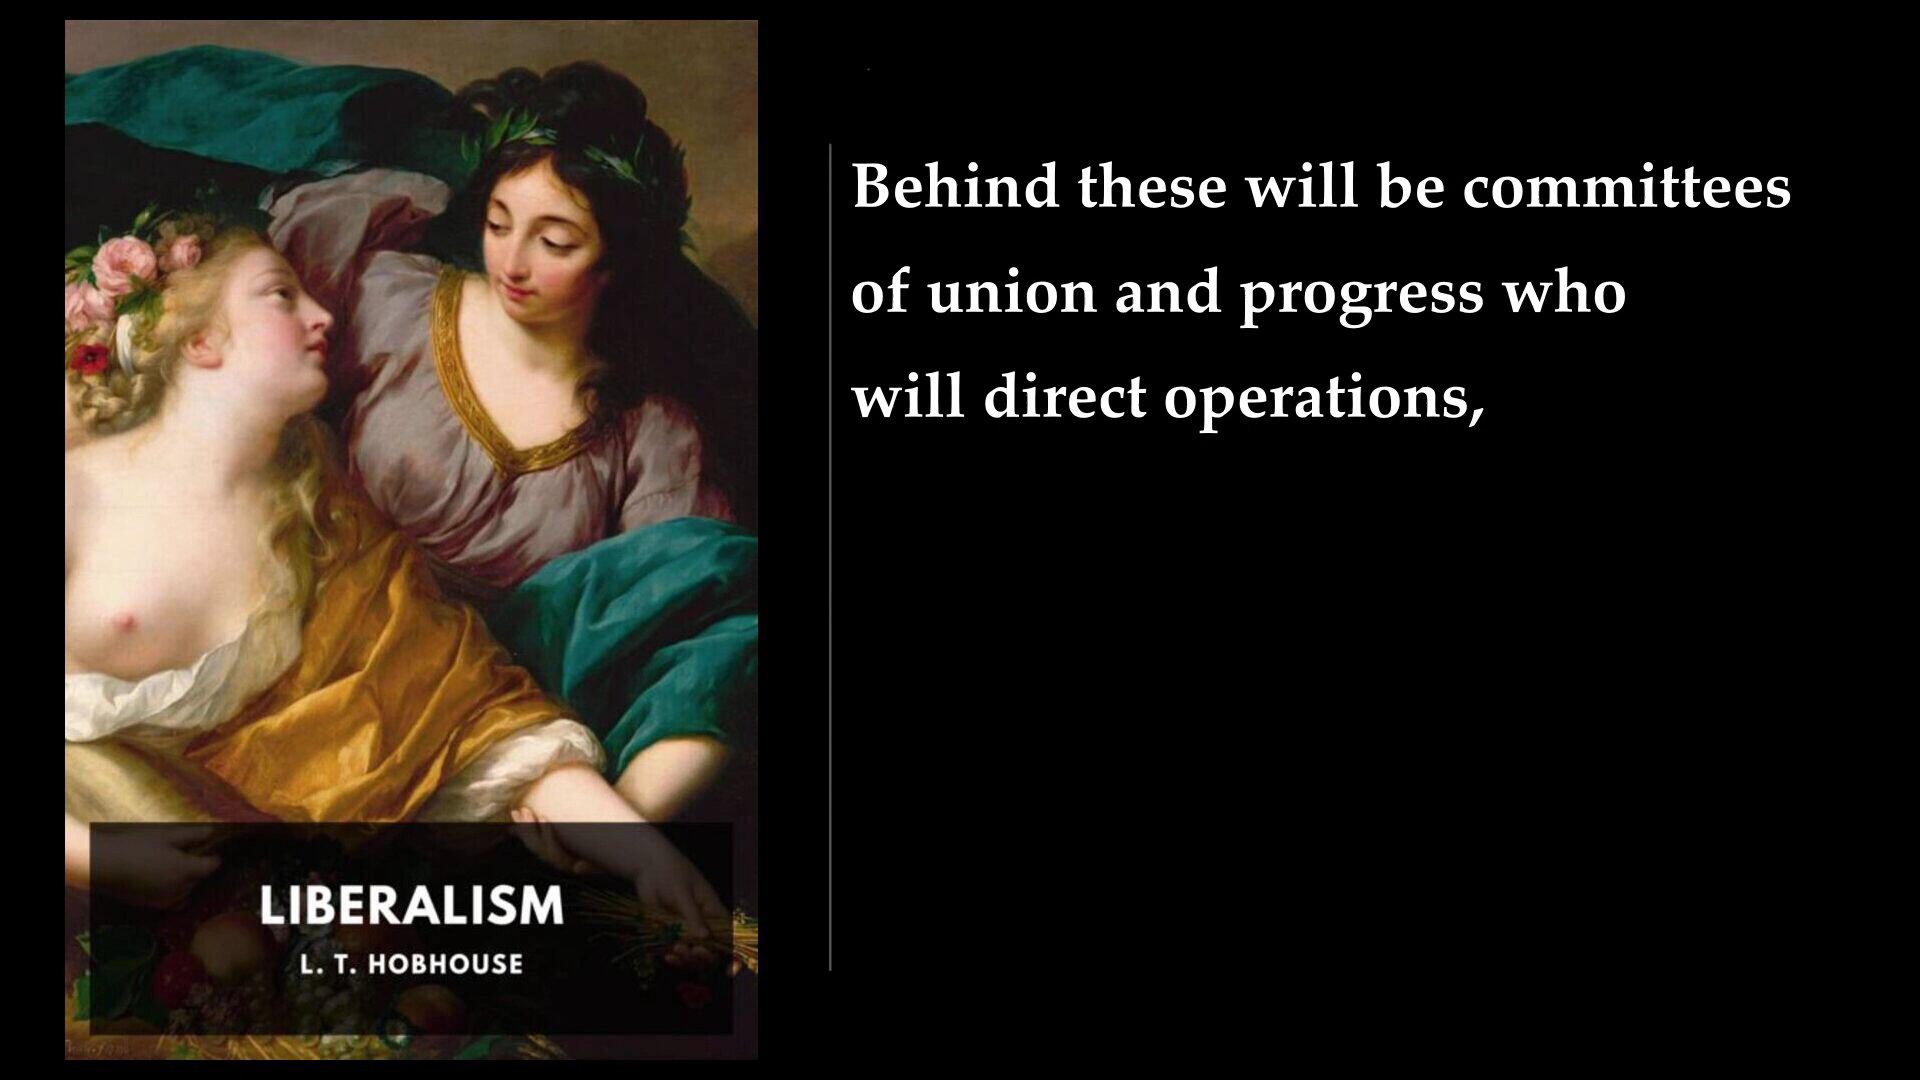 Behind these will be committees
of union and progress who
will direct operations,
LIBERALISM
L. T. HOBHOUSE